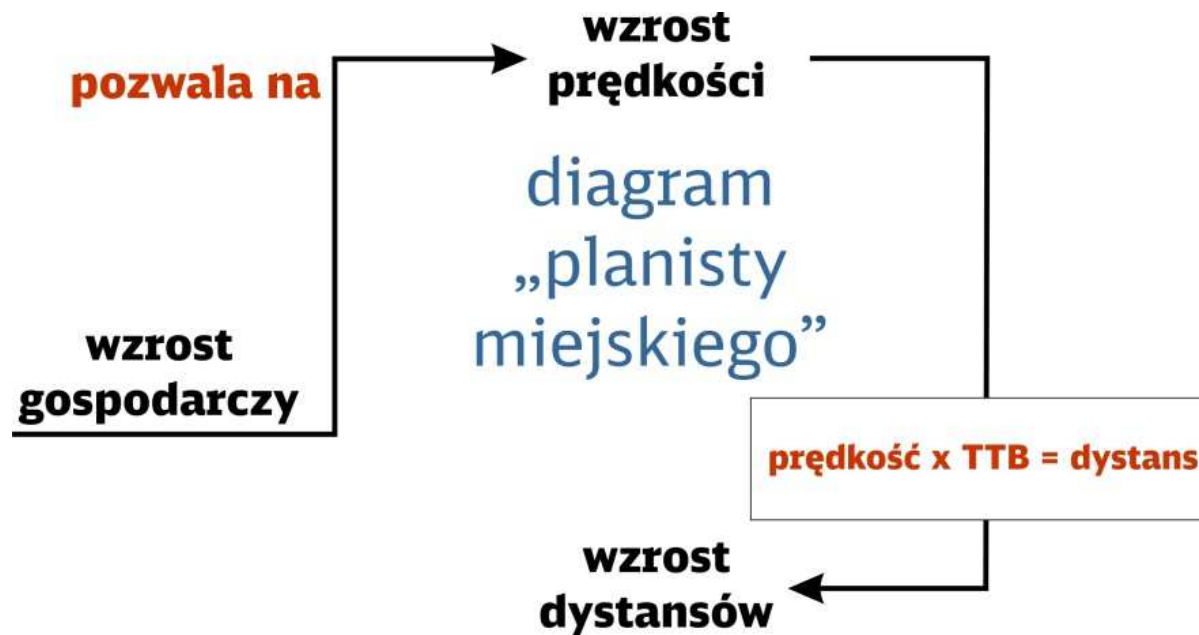 wzrost
prędkości
pozwala na
diagram
„planisty
miejskiego”
wzrost
gospodarczy
prędkość x TTB = dystans
wzrost
dystansów